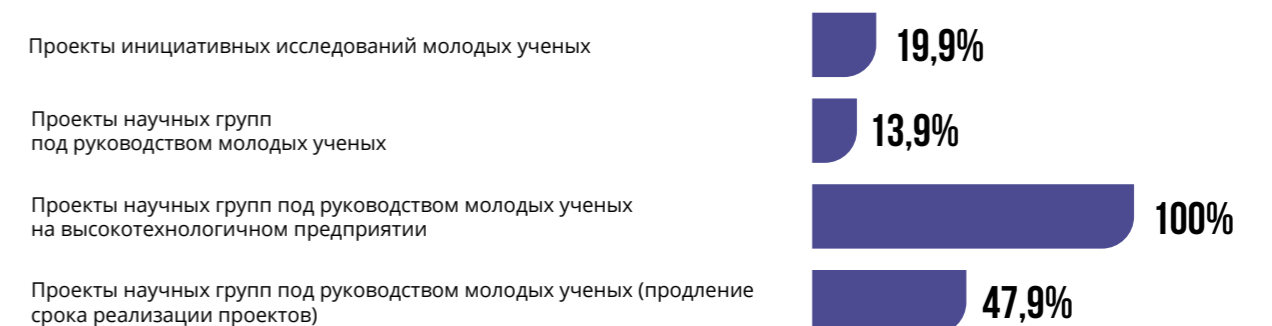 Проекты инициативных исследований молодых ученых
19,9%
Проекты научных групп
под руководством молодых ученых
13,9%
Проекты научных групп под руководством молодых ученых
на высокотехнологичном предприятии
100%
Проекты научных групп под руководством молодых ученых (продление
срока реализации проектов)
47,9%